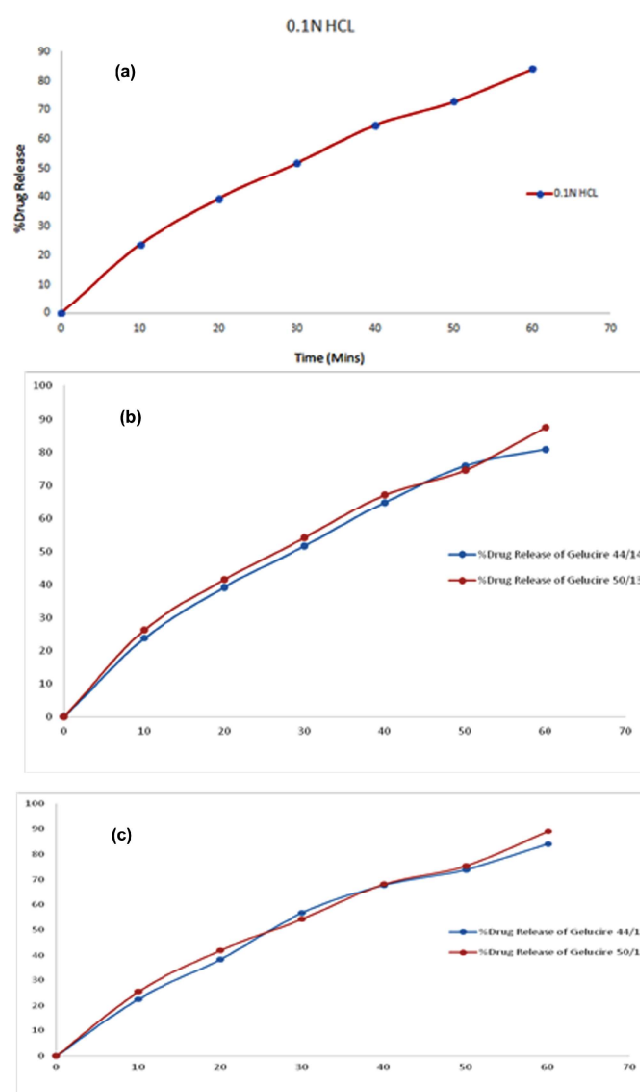 0.1N HCL
(a)
90
80
70
60
50
40
30
20
10
0
%Drug Release
0.1N HCL
0 10 20 30 40 50 60 70
Time (Mins)
(b)
100
90
80
70
60
50
40
30
20
10
0
%Drug Release of Gelucire 44/14
%Drug Release of Gelucire 50/13
0 10 20 30 40 50 60 70
(c)
100
90
80
70
60
50
40
30
20
10
0
%Drug Release of Gelucire 44/1
%Drug Release of Gelucire 50/1
0 10 20 30 40 50 60 70